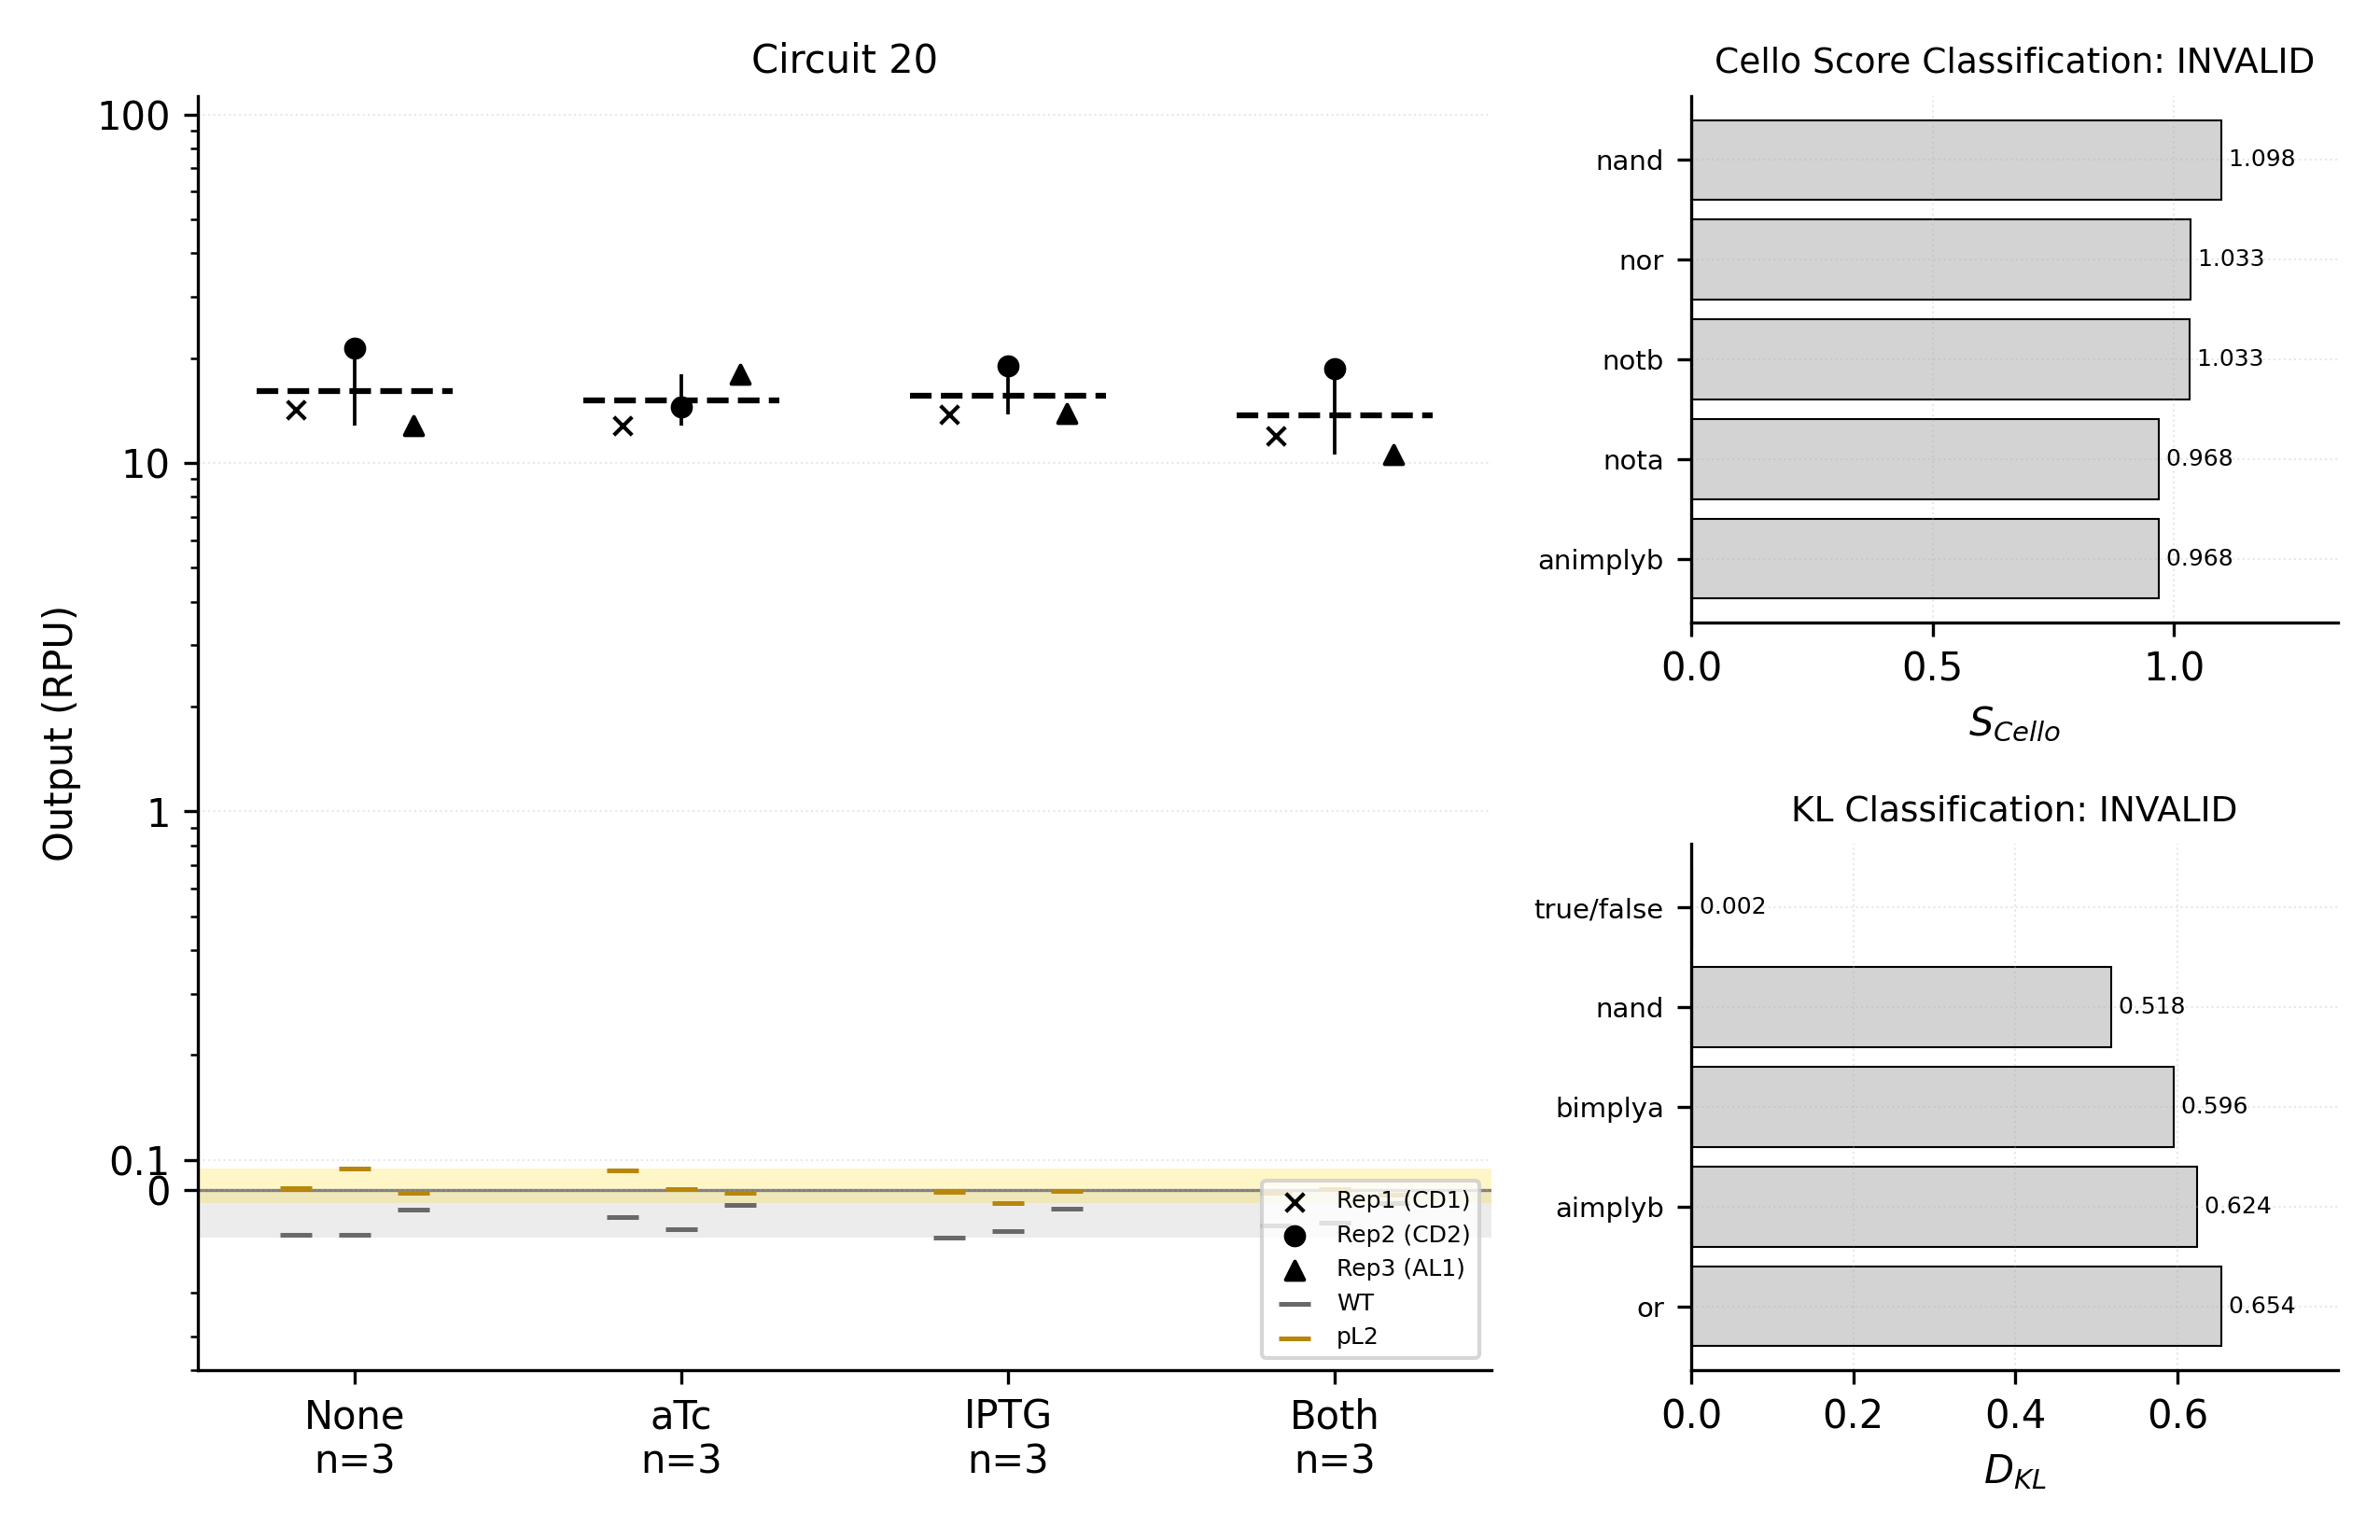 Circuit 20
Output (RPU)
100
10
1
0.1
0
None
n=3
aTc
n=3
IPTG
n=3
Both
n=3
Rep1 (CD1)
Rep2 (CD2)
Rep3 (AL1)
WT
pL2
Cello Score Classification: INVALID
nand 1.098
nor 1.033
notb 1.033
nota 0.968
animplyb 0.968
0.0 0.5 1.0
S_Cello
KL Classification: INVALID
true/false 0.002
nand 0.518
bimplya 0.596
aimplyb 0.624
or 0.654
0.0 0.2 0.4 0.6
D_KL